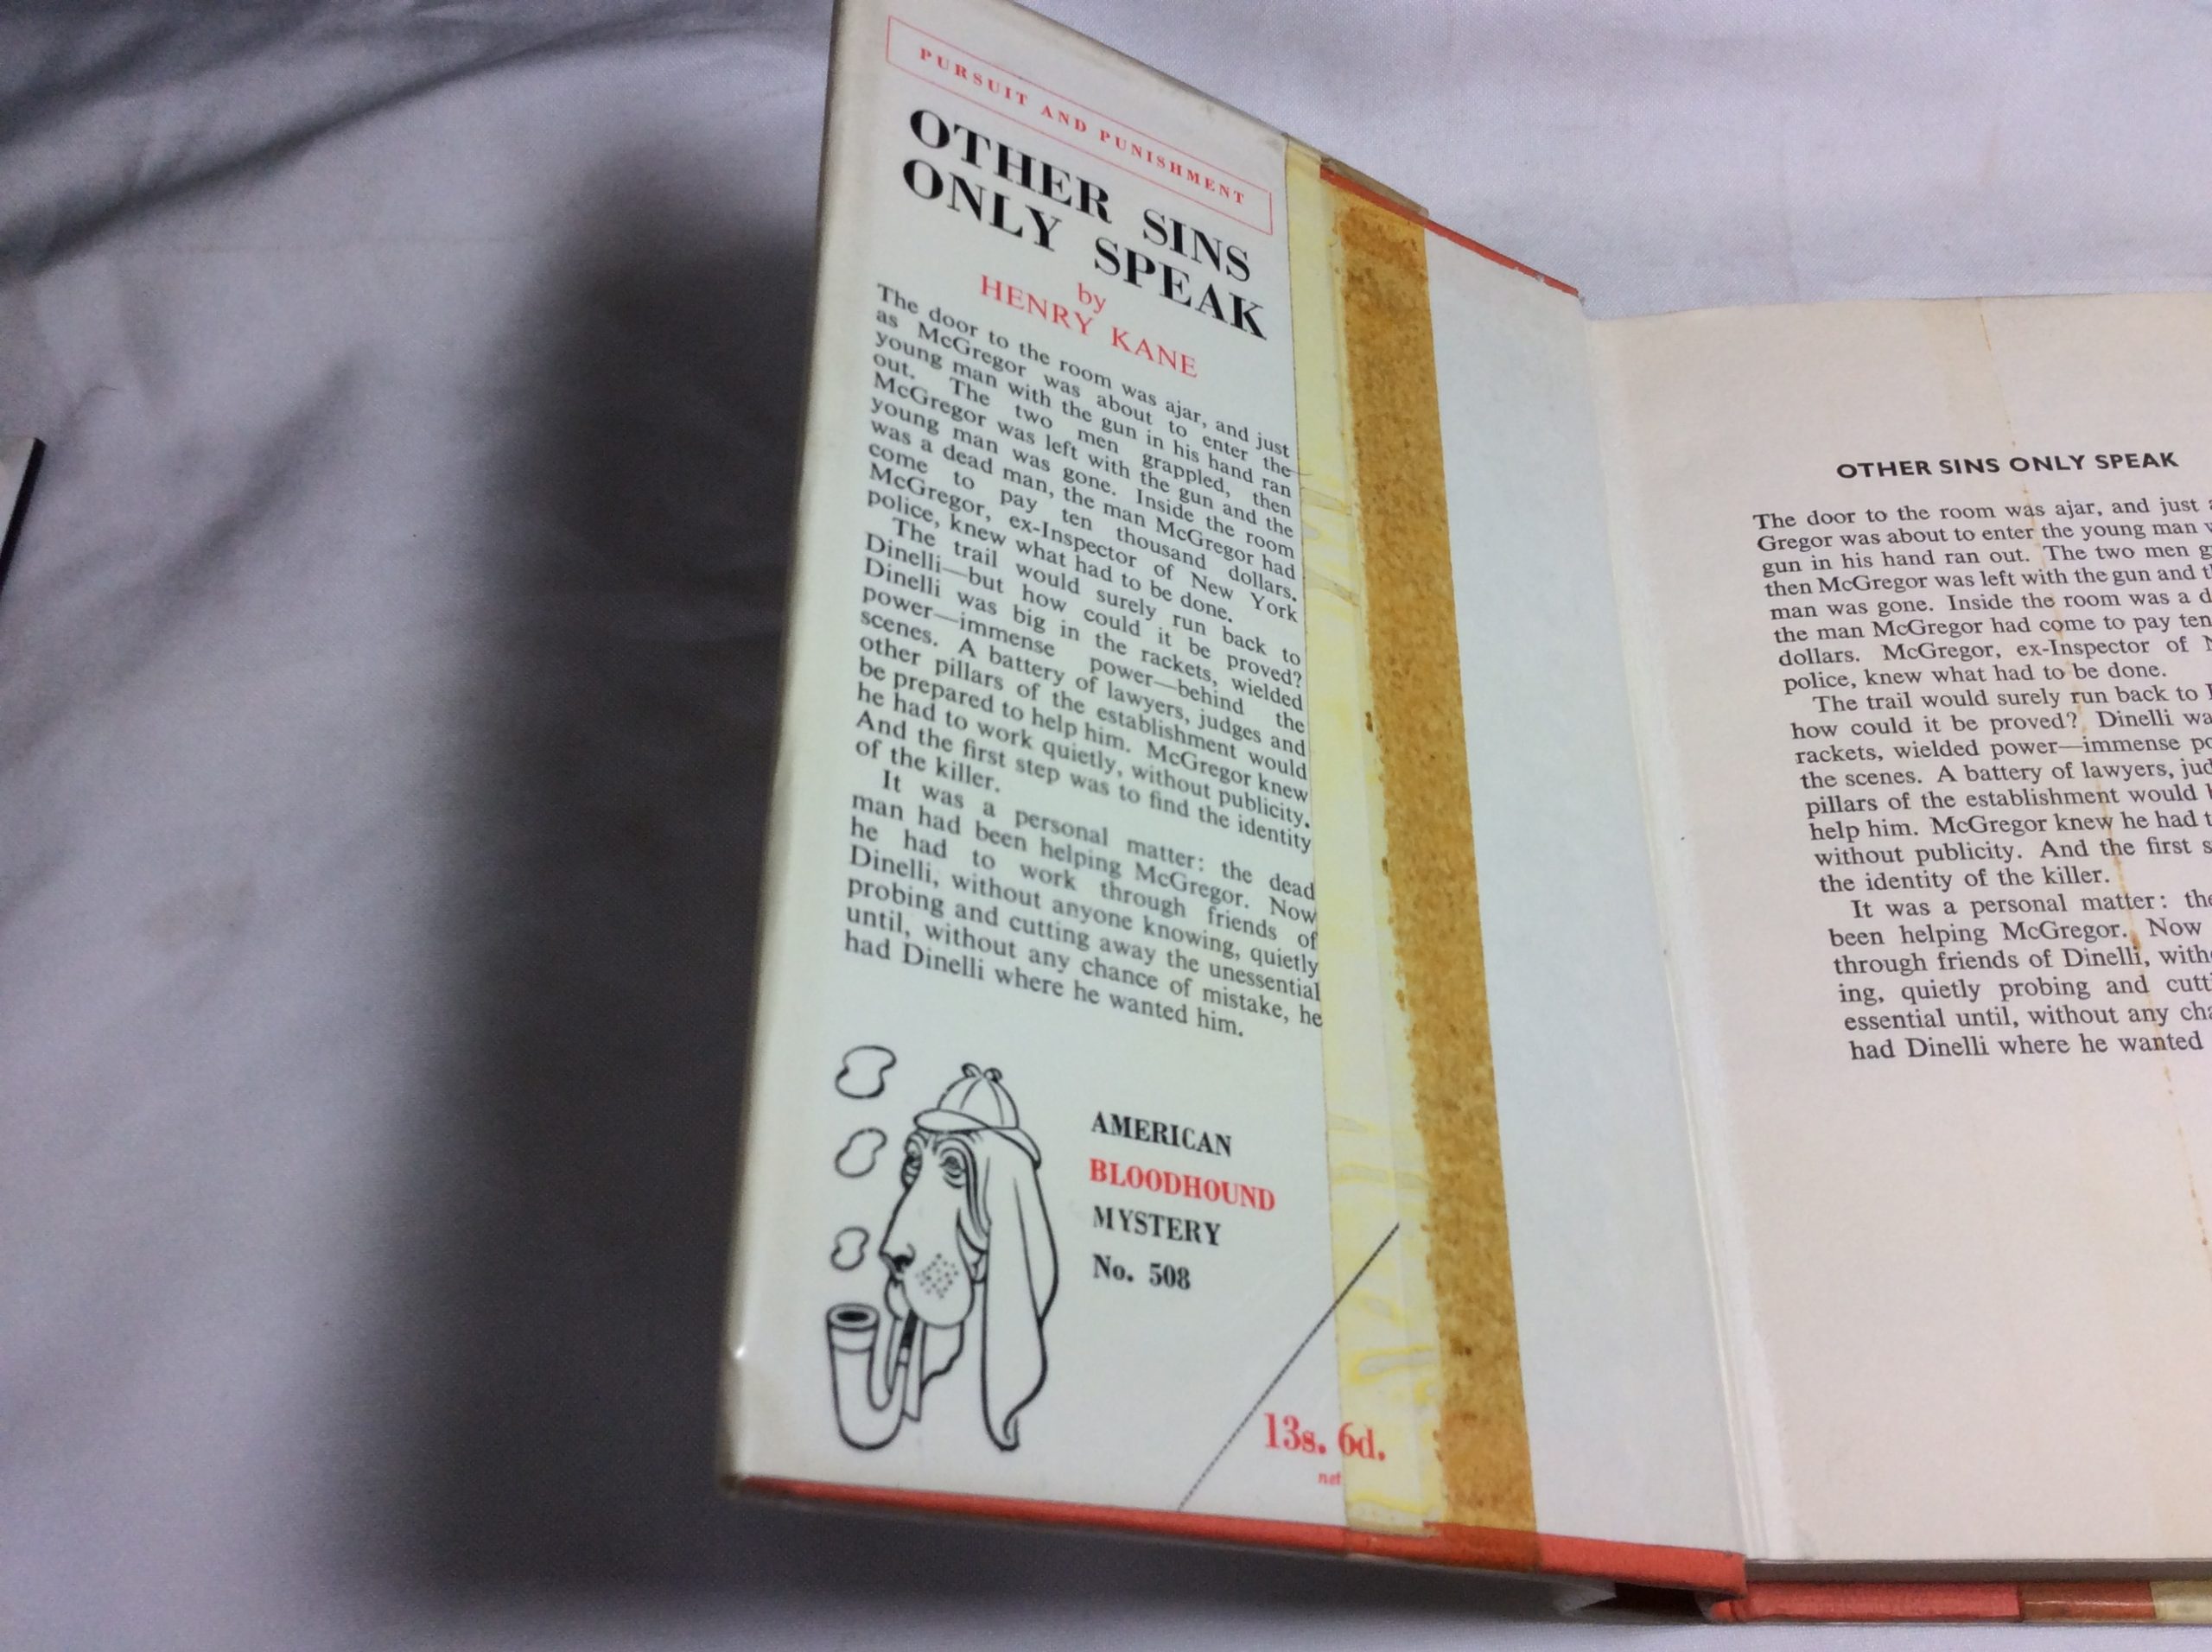 PURSUIT AND PUNISHMENT
OTHER SINS
ONLY SPEAK
by
HENRY KANE
The door to the room was ajar, and just
as McGregor was about to enter the
young man with the gun in his hand ran
out. The two men grappled, then
McGregor was left with the gun and the
young man was gone. Inside the room
was a dead man, the man McGregor had
come to pay ten thousand dollars.
McGregor, ex-Inspector of New York
police, knew what had to be done.
The trail would surely run back to
Dinelli—but how could it be proved?
Dinelli was big in the rackets, wielded
power—immense power—behind the
scenes. A battery of lawyers, judges and
other pillars of the establishment would
be prepared to help him. McGregor knew
he had to work quietly, without publicity.
And the first step was to find the identity
of the killer.
It was a personal matter: the dead
man had been helping McGregor. Now
he had to work through friends of
Dinelli, without anyone knowing, quietly
probing and cutting away the unessential
until, without any chance of mistake, he
had Dinelli where he wanted him.
AMERICAN
BLOODHOUND
MYSTERY
No. 508
13s. 6d.
net
OTHER SINS ONLY SPEAK
The door to the room was ajar, and just
Gregor was about to enter the young man
gun in his hand ran out. The two men
then McGregor was left with the gun and
man was gone. Inside the room was a
the man McGregor had come to pay ten
dollars. McGregor, ex-Inspector of
police, knew what had to be done.
The trail would surely run back to
how could it be proved? Dinelli
rackets, wielded power—immense
the scenes. A battery of lawyers,
pillars of the establishment would
help him. McGregor knew he had
without publicity. And the first
the identity of the killer.
It was a personal matter:
been helping McGregor. Now
through friends of Dinelli,
ing, quietly probing and
essential until, without any
had Dinelli where he wanted